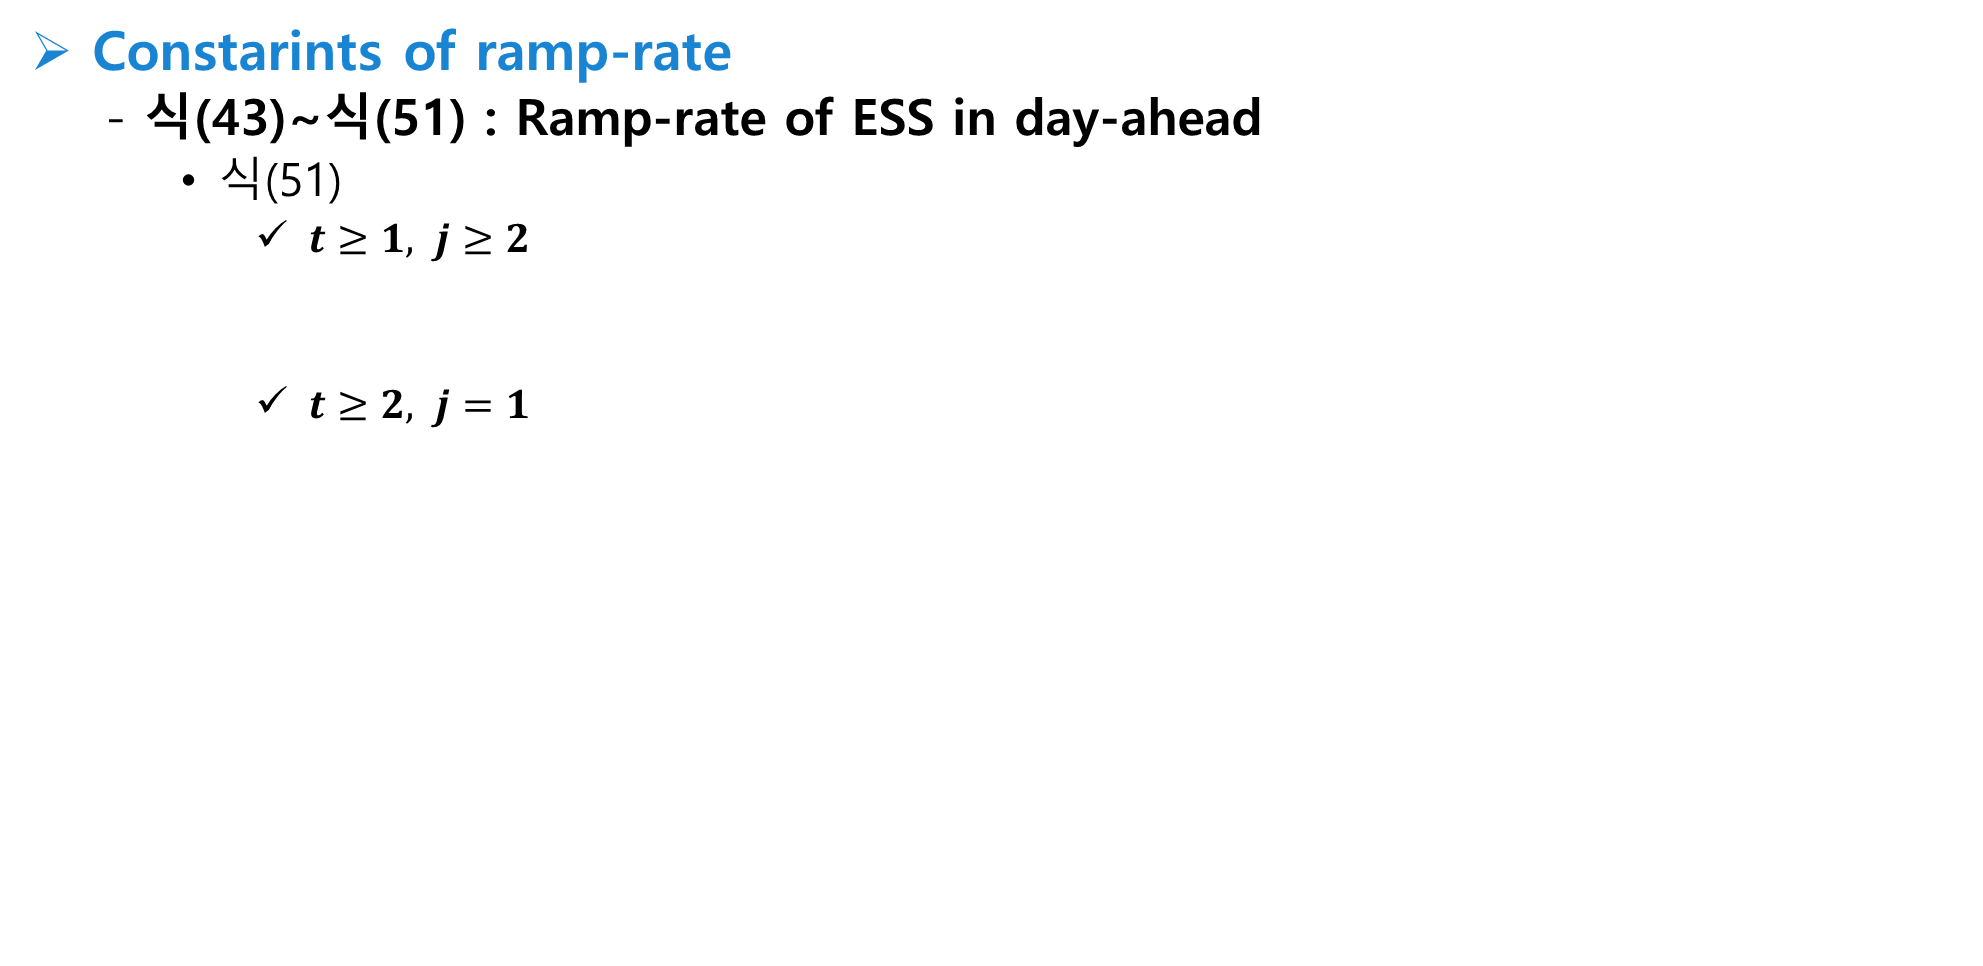 ➢ Constarints of ramp-rate
- 식(43)~식(51) : Ramp-rate of ESS in day-ahead
• 식(51)
✓ t ≥ 1, j ≥ 2
✓ t ≥ 2, j = 1